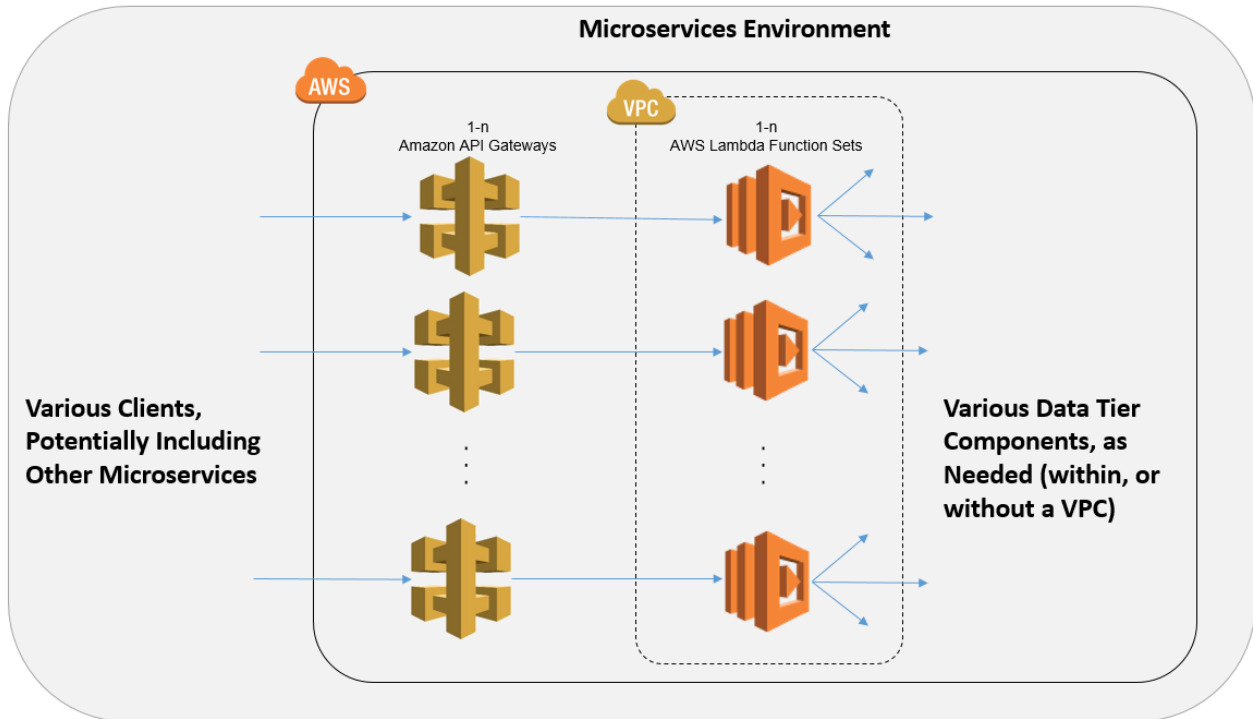 Microservices Environment
AWS
VPC
1-n
Amazon API Gateways
1-n
AWS Lambda Function Sets
Various Clients,
Potentially Including
Other Microservices
Various Data Tier
Components, as
Needed (within, or
without a VPC)